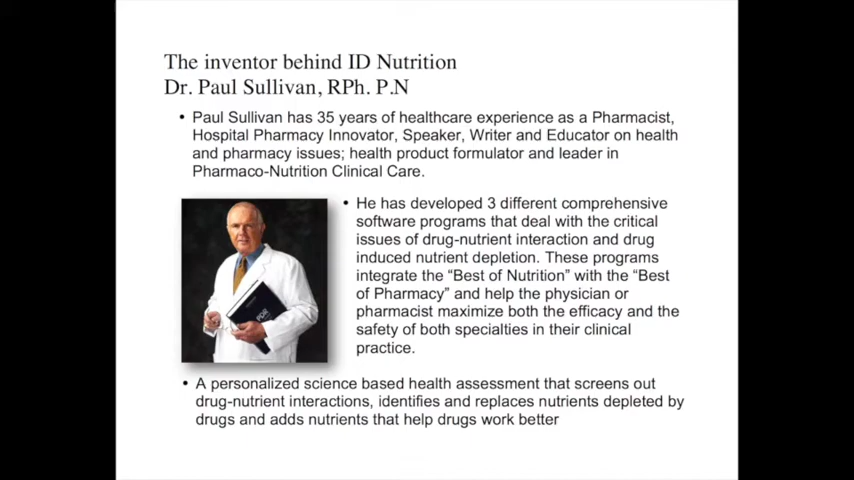 The inventor behind ID Nutrition
Dr. Paul Sullivan, RPh. P.N
• Paul Sullivan has 35 years of healthcare experience as a Pharmacist,
Hospital Pharmacy Innovator, Speaker, Writer and Educator on health
and pharmacy issues; health product formulator and leader in
Pharmaco-Nutrition Clinical Care.
• He has developed 3 different comprehensive
software programs that deal with the critical
issues of drug-nutrient interaction and drug
induced nutrient depletion. These programs
integrate the “Best of Nutrition” with the “Best
of Pharmacy” and help the physician or
pharmacist maximize both the efficacy and the
safety of both specialties in their clinical
practice.
PDR
• A personalized science based health assessment that screens out
drug-nutrient interactions, identifies and replaces nutrients depleted by
drugs and adds nutrients that help drugs work better